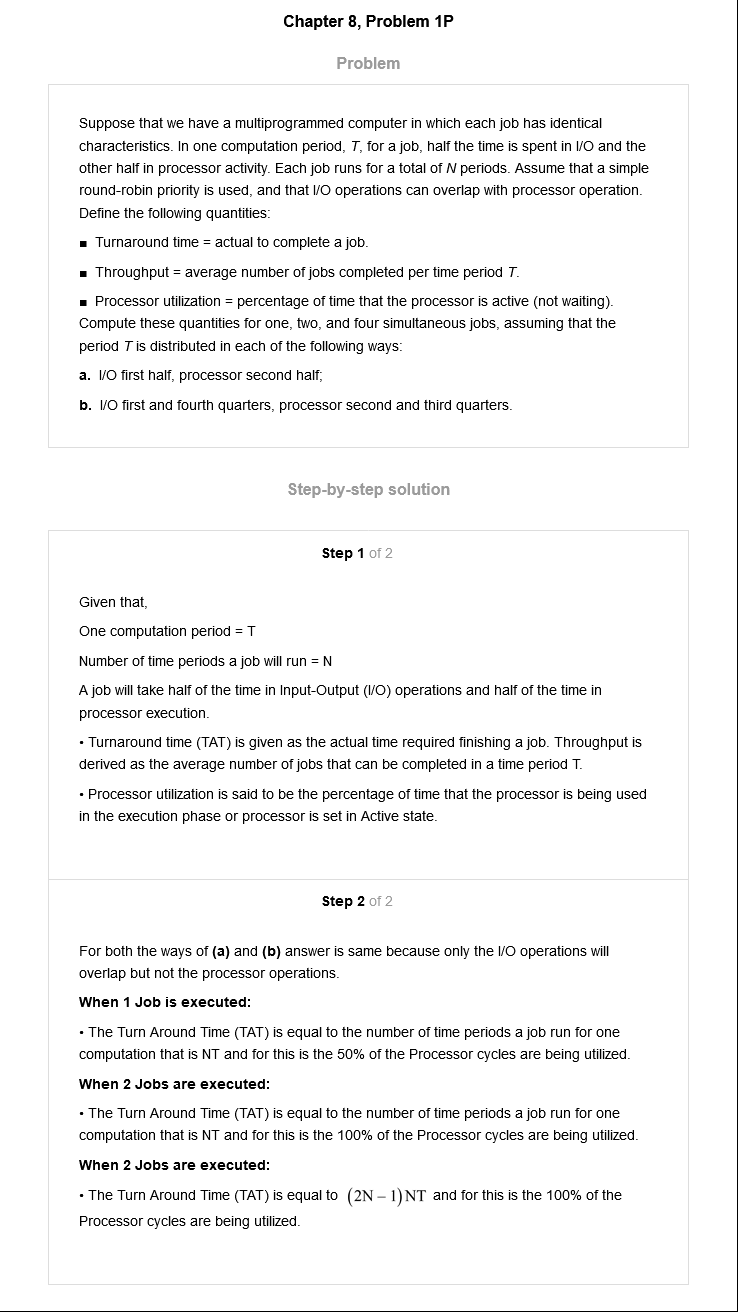 Chapter 8, Problem 1P
Problem
Suppose that we have a multiprogrammed computer in which each job has identical
characteristics. In one computation period, T, for a job, half the time is spent in I/O and the
other half in processor activity. Each job runs for a total of N periods. Assume that a simple
round-robin priority is used, and that I/O operations can overlap with processor operation.
Define the following quantities:
■ Turnaround time = actual to complete a job.
■ Throughput = average number of jobs completed per time period T.
■ Processor utilization = percentage of time that the processor is active (not waiting).
Compute these quantities for one, two, and four simultaneous jobs, assuming that the
period T is distributed in each of the following ways:
a. I/O first half, processor second half;
b. I/O first and fourth quarters, processor second and third quarters.
Step-by-step solution
Step 1 of 2
Given that,
One computation period = T
Number of time periods a job will run = N
A job will take half of the time in Input-Output (I/O) operations and half of the time in
processor execution.
• Turnaround time (TAT) is given as the actual time required finishing a job. Throughput is
derived as the average number of jobs that can be completed in a time period T.
• Processor utilization is said to be the percentage of time that the processor is being used
in the execution phase or processor is set in Active state.
Step 2 of 2
For both the ways of (a) and (b) answer is same because only the I/O operations will
overlap but not the processor operations.
When 1 Job is executed:
• The Turn Around Time (TAT) is equal to the number of time periods a job run for one
computation that is NT and for this is the 50% of the Processor cycles are being utilized.
When 2 Jobs are executed:
• The Turn Around Time (TAT) is equal to the number of time periods a job run for one
computation that is NT and for this is the 100% of the Processor cycles are being utilized.
When 2 Jobs are executed:
• The Turn Around Time (TAT) is equal to (2N – 1)NT and for this is the 100% of the
Processor cycles are being utilized.